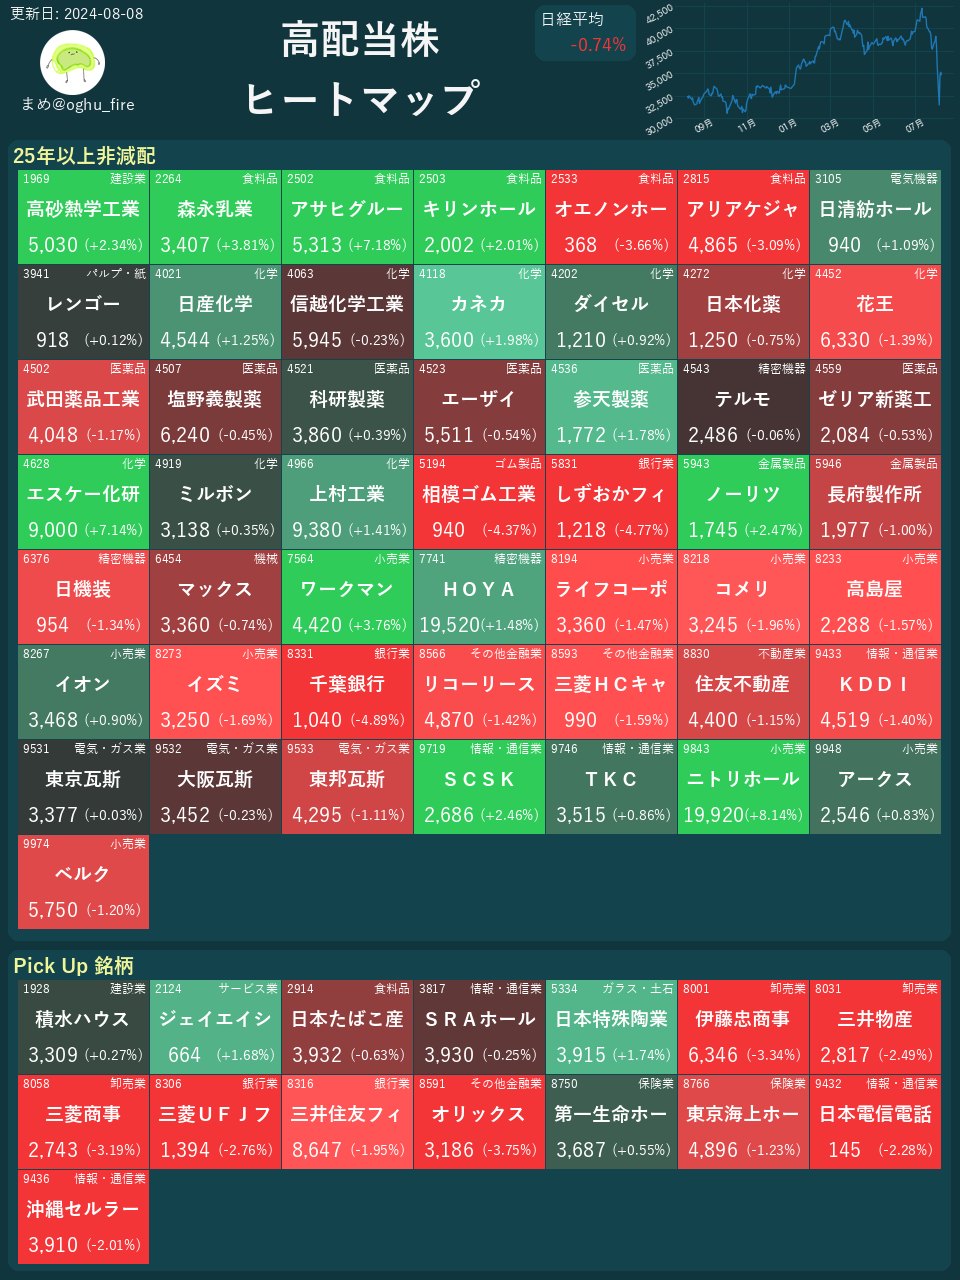 更新日: 2024-08-08
まめ@oghu_fire
高配当株
ヒートマップ
日経平均
-0.74%
42,500
40,000
37,500
35,000
32,500
30,000
09月 11月 01月 03月 05月 07月
25年以上非減配
1969 建設業 2264 食料品 2502 食料品 2503 食料品 2533 食料品 2815 食料品 3105 電気機器
高砂熱学工業 森永乳業 アサヒグルー キリンホール オエノンホー アリアケジャ 日清紡ホール
5,030 (+2.34%) 3,407 (+3.81%) 5,313 (+7.18%) 2,002 (+2.01%) 368 (-3.66%) 4,865 (-3.09%) 940 (+1.09%)
3941 パルプ・紙 4021 化学 4063 化学 4118 化学 4202 化学 4272 化学 4452 化学
レンゴー 日産化学 信越化学工業 カネカ ダイセル 日本化薬 花王
918 (+0.12%) 4,544 (+1.25%) 5,945 (-0.23%) 3,600 (+1.98%) 1,210 (+0.92%) 1,250 (-0.75%) 6,330 (-1.39%)
4502 医薬品 4507 医薬品 4521 医薬品 4523 医薬品 4536 医薬品 4543 精密機器 4559 医薬品
武田薬品工業 塩野義製薬 科研製薬 エーザイ 参天製薬 テルモ ゼリア新薬工
4,048 (-1.17%) 6,240 (-0.45%) 3,860 (+0.39%) 5,511 (-0.54%) 1,772 (+1.78%) 2,486 (-0.06%) 2,084 (-0.53%)
4628 化学 4919 化学 4966 化学 5194 ゴム製品 5831 銀行業 5943 金属製品 5946 金属製品
エスケー化研 ミルボン 上村工業 相模ゴム工業 しずおかフィ ノーリツ 長府製作所
9,000 (+7.14%) 3,138 (+0.35%) 9,380 (+1.41%) 940 (-4.37%) 1,218 (-4.77%) 1,745 (+2.47%) 1,977 (-1.00%)
6376 精密機器 6454 機械 7564 小売業 7741 精密機器 8194 小売業 8218 小売業 8233 小売業
日機装 マックス ワークマン ＨＯＹＡ ライフコーポ コメリ 高島屋
954 (-1.34%) 3,360 (-0.74%) 4,420 (+3.76%) 19,520(+1.48%) 3,360 (-1.47%) 3,245 (-1.96%) 2,288 (-1.57%)
8267 小売業 8273 小売業 8331 銀行業 8566 その他金融業 8593 その他金融業 8830 不動産業 9433 情報・通信業
イオン イズミ 千葉銀行 リコーリース 三菱ＨＣキャ 住友不動産 ＫＤＤＩ
3,468 (+0.90%) 3,250 (-1.69%) 1,040 (-4.89%) 4,870 (-1.42%) 990 (-1.59%) 4,400 (-1.15%) 4,519 (-1.40%)
9531 電気・ガス業 9532 電気・ガス業 9533 電気・ガス業 9719 情報・通信業 9746 情報・通信業 9843 小売業 9948 小売業
東京瓦斯 大阪瓦斯 東邦瓦斯 ＳＣＳＫ ＴＫＣ ニトリホール アークス
3,377 (+0.03%) 3,452 (-0.23%) 4,295 (-1.11%) 2,686 (+2.46%) 3,515 (+0.86%) 19,920(+8.14%) 2,546 (+0.83%)
9974 小売業
ベルク
5,750 (-1.20%)
Pick Up 銘柄
1928 建設業 2124 サービス業 2914 食料品 3817 情報・通信業 5334 ガラス・土石 8001 卸売業 8031 卸売業
積水ハウス ジェイエイシ 日本たばこ産 ＳＲＡホール 日本特殊陶業 伊藤忠商事 三井物産
3,309 (+0.27%) 664 (+1.68%) 3,932 (-0.63%) 3,930 (-0.25%) 3,915 (+1.74%) 6,346 (-3.34%) 2,817 (-2.49%)
8058 卸売業 8306 銀行業 8316 銀行業 8591 その他金融業 8750 保険業 8766 保険業 9432 情報・通信業
三菱商事 三菱ＵＦＪフ 三井住友フィ オリックス 第一生命ホー 東京海上ホー 日本電信電話
2,743 (-3.19%) 1,394 (-2.76%) 8,647 (-1.95%) 3,186 (-3.75%) 3,687 (+0.55%) 4,896 (-1.23%) 145 (-2.28%)
9436 情報・通信業
沖縄セルラー
3,910 (-2.01%)